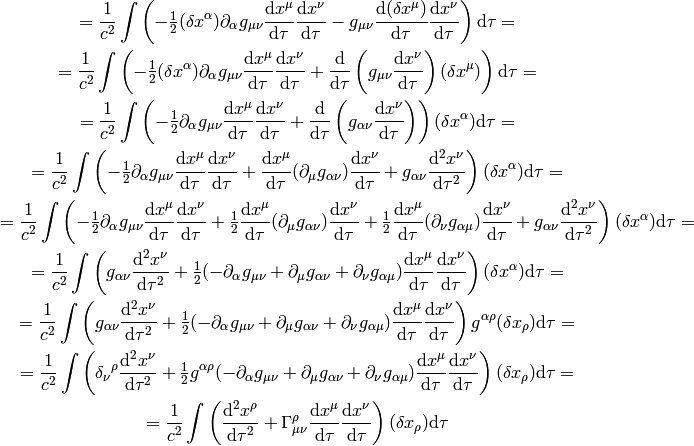 $= \frac{1}{c^2} \int \left( -\frac{1}{2} (\delta x^\alpha) \partial_\alpha g_{\mu\nu} \frac{\mathrm{d}x^\mu}{\mathrm{d}\tau} \frac{\mathrm{d}x^\nu}{\mathrm{d}\tau} - g_{\mu\nu} \frac{\mathrm{d}(\delta x^\mu)}{\mathrm{d}\tau} \frac{\mathrm{d}x^\nu}{\mathrm{d}\tau} \right) \mathrm{d}\tau =$
$= \frac{1}{c^2} \int \left( -\frac{1}{2} (\delta x^\alpha) \partial_\alpha g_{\mu\nu} \frac{\mathrm{d}x^\mu}{\mathrm{d}\tau} \frac{\mathrm{d}x^\nu}{\mathrm{d}\tau} + \frac{\mathrm{d}}{\mathrm{d}\tau} \left( g_{\mu\nu} \frac{\mathrm{d}x^\nu}{\mathrm{d}\tau} \right) (\delta x^\mu) \right) \mathrm{d}\tau =$
$= \frac{1}{c^2} \int \left( -\frac{1}{2} \partial_\alpha g_{\mu\nu} \frac{\mathrm{d}x^\mu}{\mathrm{d}\tau} \frac{\mathrm{d}x^\nu}{\mathrm{d}\tau} + \frac{\mathrm{d}}{\mathrm{d}\tau} \left( g_{\alpha\nu} \frac{\mathrm{d}x^\nu}{\mathrm{d}\tau} \right) \right) (\delta x^\alpha) \mathrm{d}\tau =$
$= \frac{1}{c^2} \int \left( -\frac{1}{2} \partial_\alpha g_{\mu\nu} \frac{\mathrm{d}x^\mu}{\mathrm{d}\tau} \frac{\mathrm{d}x^\nu}{\mathrm{d}\tau} + \frac{\mathrm{d}x^\mu}{\mathrm{d}\tau} (\partial_\mu g_{\alpha\nu}) \frac{\mathrm{d}x^\nu}{\mathrm{d}\tau} + g_{\alpha\nu} \frac{\mathrm{d}^2 x^\nu}{\mathrm{d}\tau^2} \right) (\delta x^\alpha) \mathrm{d}\tau =$
$= \frac{1}{c^2} \int \left( -\frac{1}{2} \partial_\alpha g_{\mu\nu} \frac{\mathrm{d}x^\mu}{\mathrm{d}\tau} \frac{\mathrm{d}x^\nu}{\mathrm{d}\tau} + \frac{1}{2} \frac{\mathrm{d}x^\mu}{\mathrm{d}\tau} (\partial_\mu g_{\alpha\nu}) \frac{\mathrm{d}x^\nu}{\mathrm{d}\tau} + \frac{1}{2} \frac{\mathrm{d}x^\mu}{\mathrm{d}\tau} (\partial_\nu g_{\alpha\mu}) \frac{\mathrm{d}x^\nu}{\mathrm{d}\tau} + g_{\alpha\nu} \frac{\mathrm{d}^2 x^\nu}{\mathrm{d}\tau^2} \right) (\delta x^\alpha) \mathrm{d}\tau =$
$= \frac{1}{c^2} \int \left( g_{\alpha\nu} \frac{\mathrm{d}^2 x^\nu}{\mathrm{d}\tau^2} + \frac{1}{2} (-\partial_\alpha g_{\mu\nu} + \partial_\mu g_{\alpha\nu} + \partial_\nu g_{\alpha\mu}) \frac{\mathrm{d}x^\mu}{\mathrm{d}\tau} \frac{\mathrm{d}x^\nu}{\mathrm{d}\tau} \right) (\delta x^\alpha) \mathrm{d}\tau =$
$= \frac{1}{c^2} \int \left( g_{\alpha\nu} \frac{\mathrm{d}^2 x^\nu}{\mathrm{d}\tau^2} + \frac{1}{2} (-\partial_\alpha g_{\mu\nu} + \partial_\mu g_{\alpha\nu} + \partial_\nu g_{\alpha\mu}) \frac{\mathrm{d}x^\mu}{\mathrm{d}\tau} \frac{\mathrm{d}x^\nu}{\mathrm{d}\tau} \right) g^{\alpha\rho} (\delta x_\rho) \mathrm{d}\tau =$
$= \frac{1}{c^2} \int \left( \delta_\nu{}^\rho \frac{\mathrm{d}^2 x^\nu}{\mathrm{d}\tau^2} + \frac{1}{2} g^{\alpha\rho} (-\partial_\alpha g_{\mu\nu} + \partial_\mu g_{\alpha\nu} + \partial_\nu g_{\alpha\mu}) \frac{\mathrm{d}x^\mu}{\mathrm{d}\tau} \frac{\mathrm{d}x^\nu}{\mathrm{d}\tau} \right) (\delta x_\rho) \mathrm{d}\tau =$
$= \frac{1}{c^2} \int \left( \frac{\mathrm{d}^2 x^\rho}{\mathrm{d}\tau^2} + \Gamma^\rho_{\mu\nu} \frac{\mathrm{d}x^\mu}{\mathrm{d}\tau} \frac{\mathrm{d}x^\nu}{\mathrm{d}\tau} \right) (\delta x_\rho) \mathrm{d}\tau$